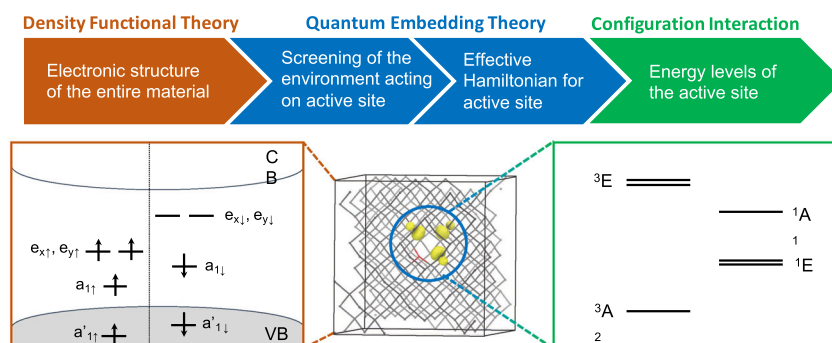 Density Functional Theory
Quantum Embedding Theory
Configuration Interaction
Electronic structure
of the entire material
Screening of the
environment acting
on active site
Effective
Hamiltonian for
active site
Energy levels of
the active site
C
B
ex↓, ey↓
ex↑, ey↑
a1↓
a1↑
a'1↑
a'1↓
VB
³E
¹A
1
¹E
³A
2